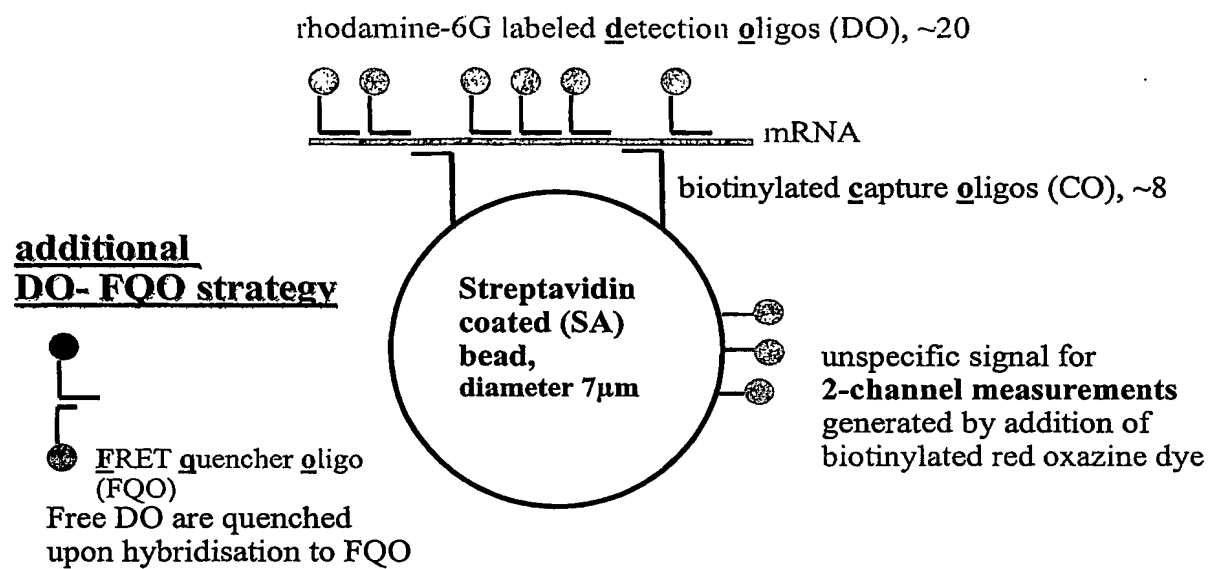 rhodamine-6G labeled detection oligos (DO), ~20
mRNA
biotinylated capture oligos (CO), ~8
additional
DO- FQO strategy
Streptavidin
coated (SA)
bead,
diameter 7µm
unspecific signal for
2-channel measurements
generated by addition of
biotinylated red oxazine dye
FRET quencher oligo
(FQO)
Free DO are quenched
upon hybridisation to FQO